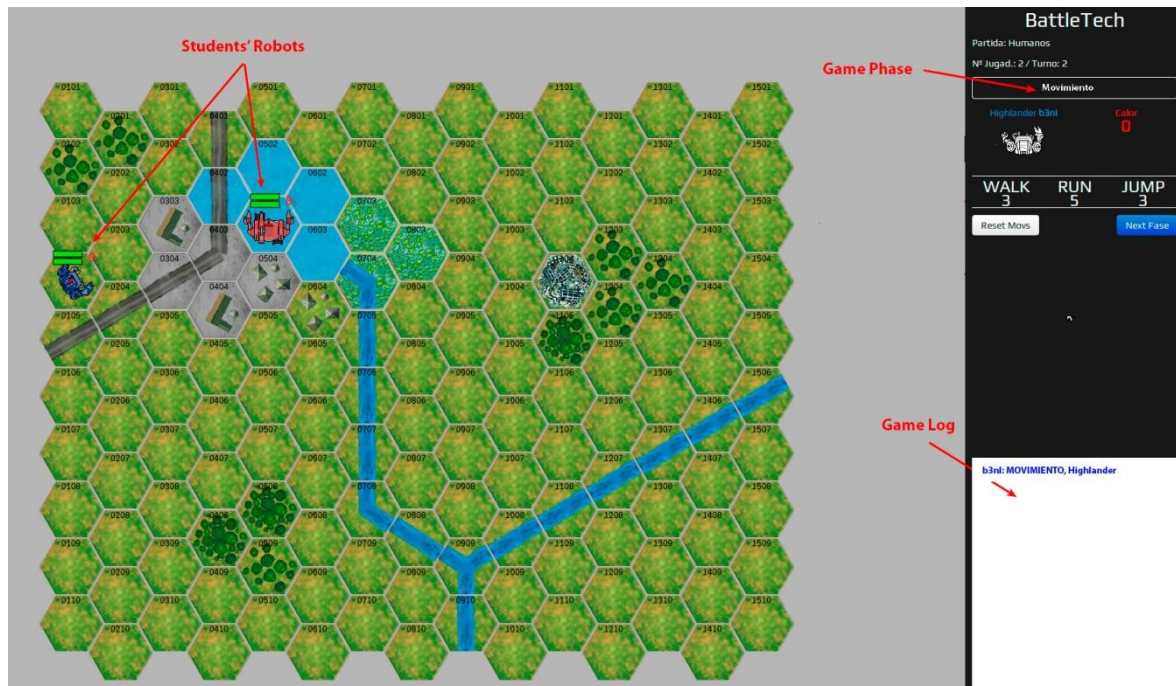 Students' Robots
Game Phase
BattleTech
Partida: Humanos
Nº Jugad.: 2 / Turno: 2
Movimiento
Highlander b3nl
Calor
0
WALK RUN JUMP
3 5 3
Reset Movs Next Fase
Game Log
b3nl: MOVIMIENTO, Highlander
0101 0301 0501 0701 0901 1101 1301 1501
0201 0401 0601 0801 1001 1201 1401
0102 0302 0502 0702 0902 1102 1302 1502
0202 0402 0602 0802 1002 1202 1402
0103 0303 0703 0903 1103 1303 1503
0203 0403 0603 0803 1003 1203 1403
0304 0504 0704 0904 1304 1504
0204 0404 0604 0804 1004 1204 1404
0105 0305 0505 0705 0905 1105 1305 1505
0205 0405 0605 0805 1005 1205 1405
0106 0306 0506 0706 0906 1106 1306 1506
0206 0406 0606 0806 1006 1206 1406
0107 0307 0507 0707 0907 1107 1307 1507
0207 0407 0607 0807 1007 1207 1407
0108 0308 0508 0708 0908 1108 1308 1508
0208 0408 0608 0808 1008 1208 1408
0109 0309 0509 0709 0909 1109 1309 1509
0209 0409 0609 0809 1009 1209 1409
0110 0310 0510 0710 0910 1110 1310 1510
0210 0410 0610 0810 1010 1210 1410